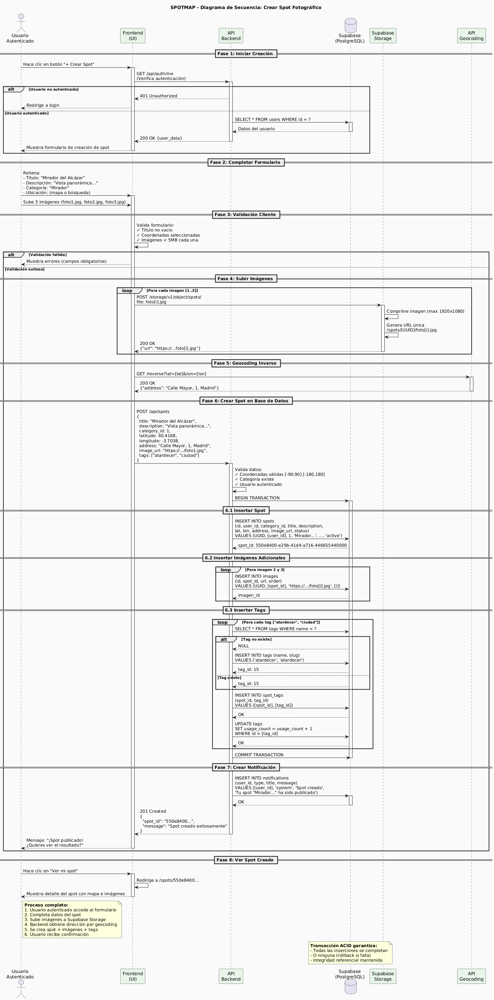 SPOTMAP - Diagrama de Secuencia: Crear Spot Fotográfico
Usuario
Autenticado
Frontend
(UI)
API
Backend
Supabase
(PostgreSQL)
Supabase
Storage
API
Geocoding
Fase 1: Iniciar Creación
Hace clic en botón "+ Crear Spot"
GET /api/auth/me
(Verifica autenticación)
alt [Usuario no autenticado]
401 Unauthorized
Redirige a login
[Usuario autenticado]
SELECT * FROM users WHERE id = ?
Datos del usuario
200 OK {user_data}
Muestra formulario de creación de spot
Fase 2: Completar Formulario
Rellena:
- Título: "Mirador del Alcázar"
- Descripción: "Vista panorámica..."
- Categoría: "Mirador"
- Ubicación: (mapa o búsqueda)
Sube 3 imágenes (foto1.jpg, foto2.jpg, foto3.jpg)
Fase 3: Validación Cliente
Valida formulario:
✓ Título no vacío
✓ Coordenadas seleccionadas
✓ Imágenes < 5MB cada una
alt [Validación fallida]
Muestra errores (campos obligatorios)
[Validación exitosa]
Fase 4: Subir Imágenes
loop [Para cada imagen [1..3]]
POST /storage/v1/object/spots/
file: foto[i].jpg
Comprime imagen (max 1920x1080)
Genera URL única
/spots/[UUID]/foto[i].jpg
200 OK
{"url": "https://...foto[i].jpg"}
Fase 5: Geocoding Inverso
GET /reverse?lat=[lat]&lon=[lon]
200 OK
{"address": "Calle Mayor, 1, Madrid"}
Fase 6: Crear Spot en Base de Datos
POST /api/spots
{
title: "Mirador del Alcázar",
description: "Vista panorámica...",
category_id: 1,
latitude: 40.4168,
longitude: -3.7038,
address: "Calle Mayor, 1, Madrid",
image_url: "https://.../foto1.jpg",
tags: ["atardecer", "ciudad"]
}
Valida datos:
✓ Coordenadas válidas [-90,90] [-180,180]
✓ Categoría existe
✓ Usuario autenticado
BEGIN TRANSACTION
6.1 Insertar Spot
INSERT INTO spots
(id, user_id, category_id, title, description,
lat, lon, address, image_url, status)
VALUES (UUID, [user_id], 1, 'Mirador...', ..., 'active')
spot_id: 550e8400-e29b-41d4-a716-446655440000
6.2 Insertar Imágenes Adicionales
loop [Para imagen 2 y 3]
INSERT INTO images
(id, spot_id, url, order)
VALUES (UUID, [spot_id], 'https://.../foto[i].jpg', [i])
imagen_id
6.3 Insertar Tags
loop [Para cada tag ["atardecer", "ciudad"]]
SELECT * FROM tags WHERE name = ?
alt [Tag no existe]
NULL
INSERT INTO tags (name, slug)
VALUES ('atardecer', 'atardecer')
tag_id: 15
[Tag existe]
tag_id: 15
INSERT INTO spot_tags
(spot_id, tag_id)
VALUES ([spot_id], [tag_id])
OK
UPDATE tags
SET usage_count = usage_count + 1
WHERE id = [tag_id]
OK
COMMIT TRANSACTION
Fase 7: Crear Notificación
INSERT INTO notifications
(user_id, type, title, message)
VALUES ([user_id], 'system', 'Spot creado',
'Tu spot "Mirador..." ha sido publicado')
OK
201 Created
{
"spot_id": "550e8400...",
"message": "Spot creado exitosamente"
}
Mensaje: "¡Spot publicado!
¿Quieres ver el resultado?"
Fase 8: Ver Spot Creado
Hace clic en "Ver mi spot"
Redirige a /spots/550e8400...
Muestra detalle del spot con mapa e imágenes
Proceso completo:
1. Usuario autenticado accede al formulario
2. Completa datos del spot
3. Sube imágenes a Supabase Storage
4. Backend obtiene dirección por geocoding
5. Se crea spot + imágenes + tags
6. Usuario recibe confirmación
Transacción ACID garantiza:
- Todas las inserciones se completan
- O ninguna (rollback si falla)
- Integridad referencial mantenida
Usuario
Autenticado
Frontend
(UI)
API
Backend
Supabase
(PostgreSQL)
Supabase
Storage
API
Geocoding